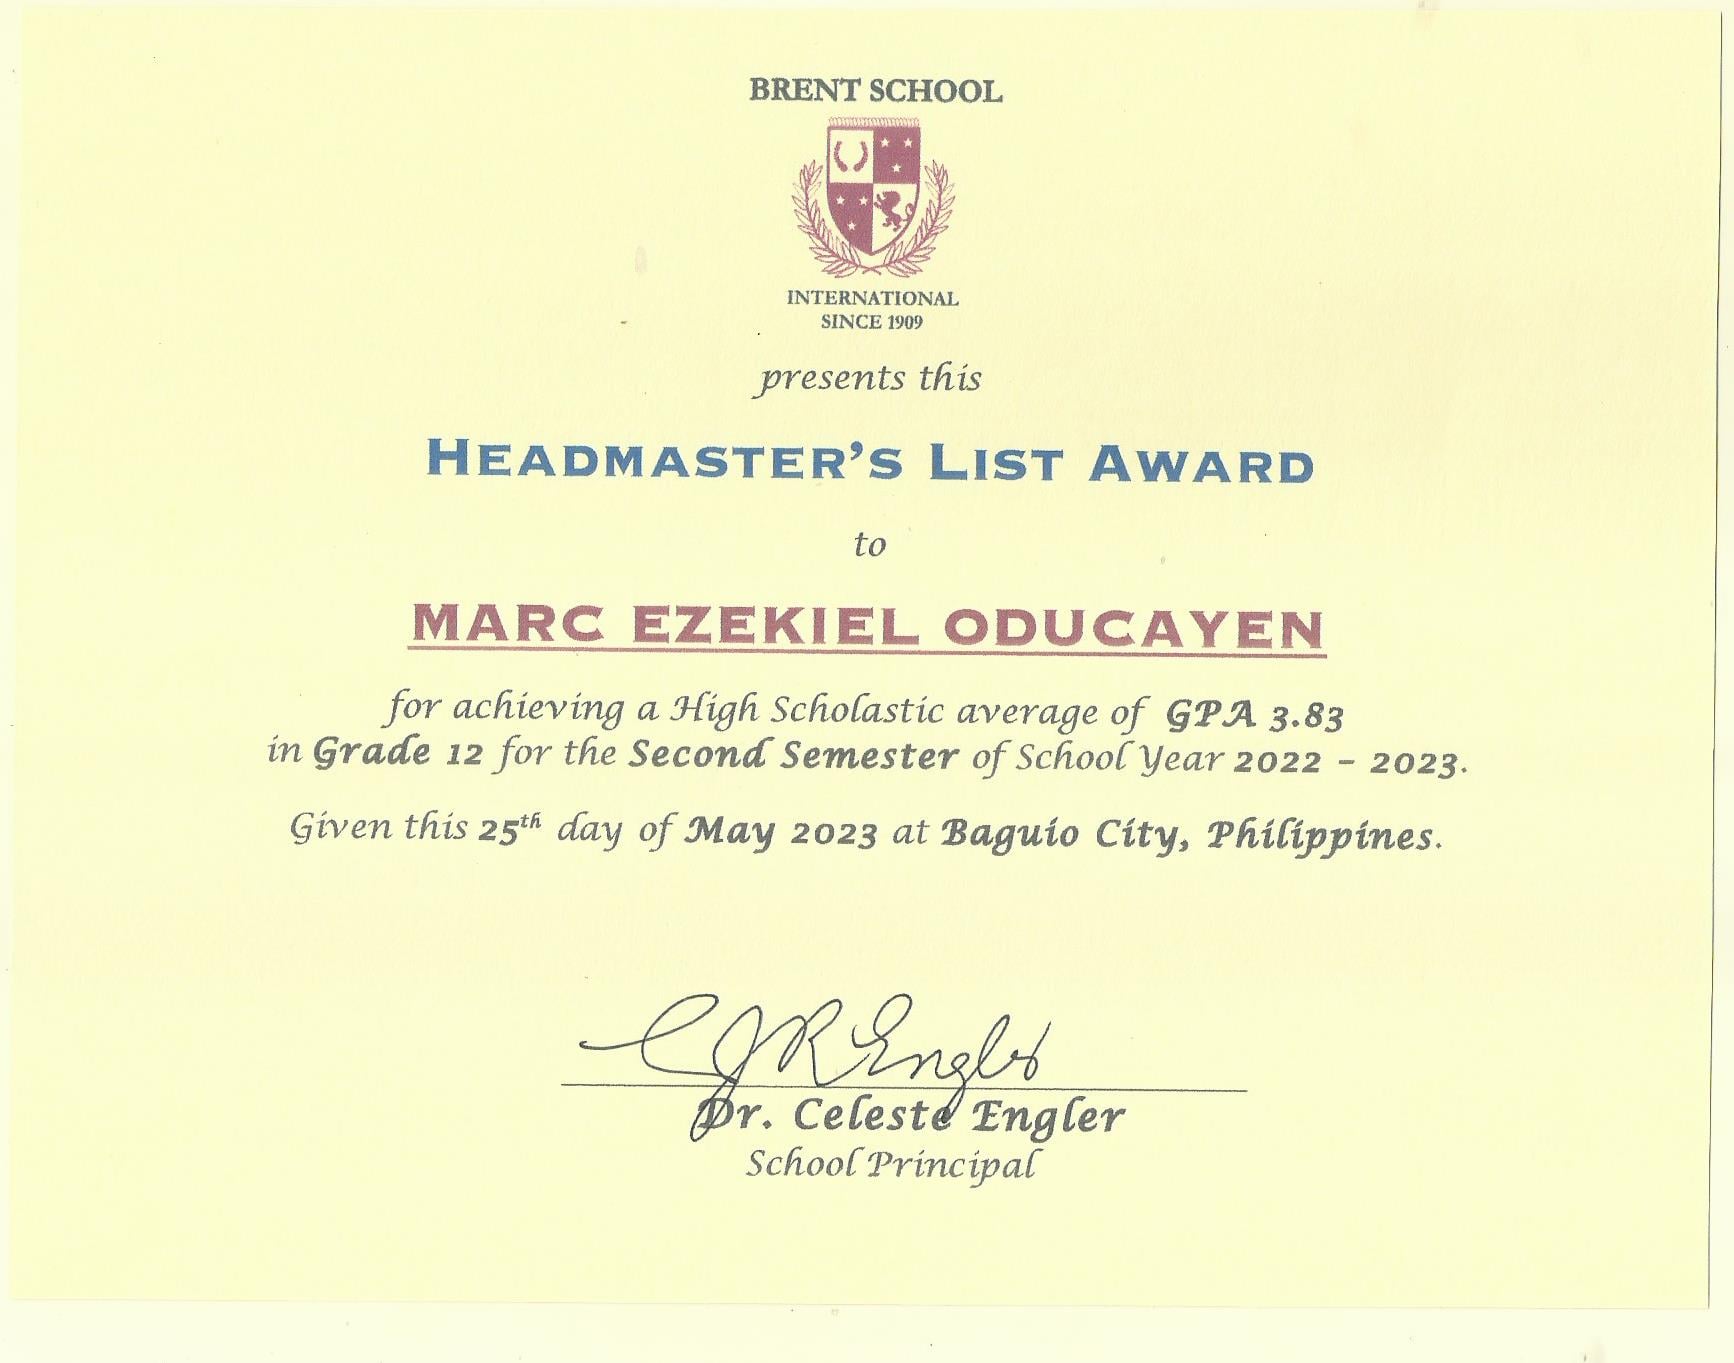 BRENT SCHOOL
INTERNATIONAL
SINCE 1909
presents this
HEADMASTER'S LIST AWARD
to
MARC EZEKIEL ODUCAYEN
for achieving a High Scholastic average of GPA 3.83
in Grade 12 for the Second Semester of School Year 2022 – 2023.
Given this 25th day of May 2023 at Baguio City, Philippines.
CJR Engler
Dr. Celeste Engler
School Principal